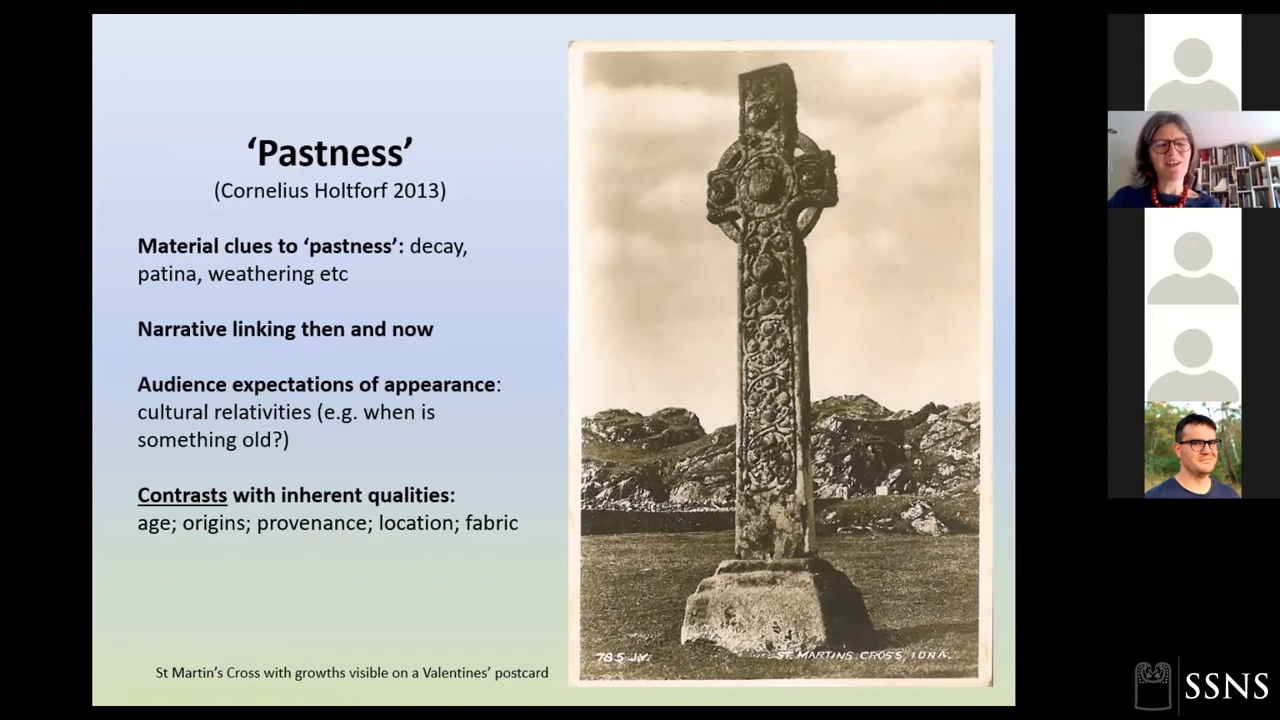 ‘Pastness’
(Cornelius Holtforf 2013)
Material clues to ‘pastness’: decay,
patina, weathering etc
Narrative linking then and now
Audience expectations of appearance:
cultural relativities (e.g. when is
something old?)
Contrasts with inherent qualities:
age; origins; provenance; location; fabric
St Martin’s Cross with growths visible on a Valentines’ postcard
785 JV. ST. MARTINS CROSS, IONA.
SSNS